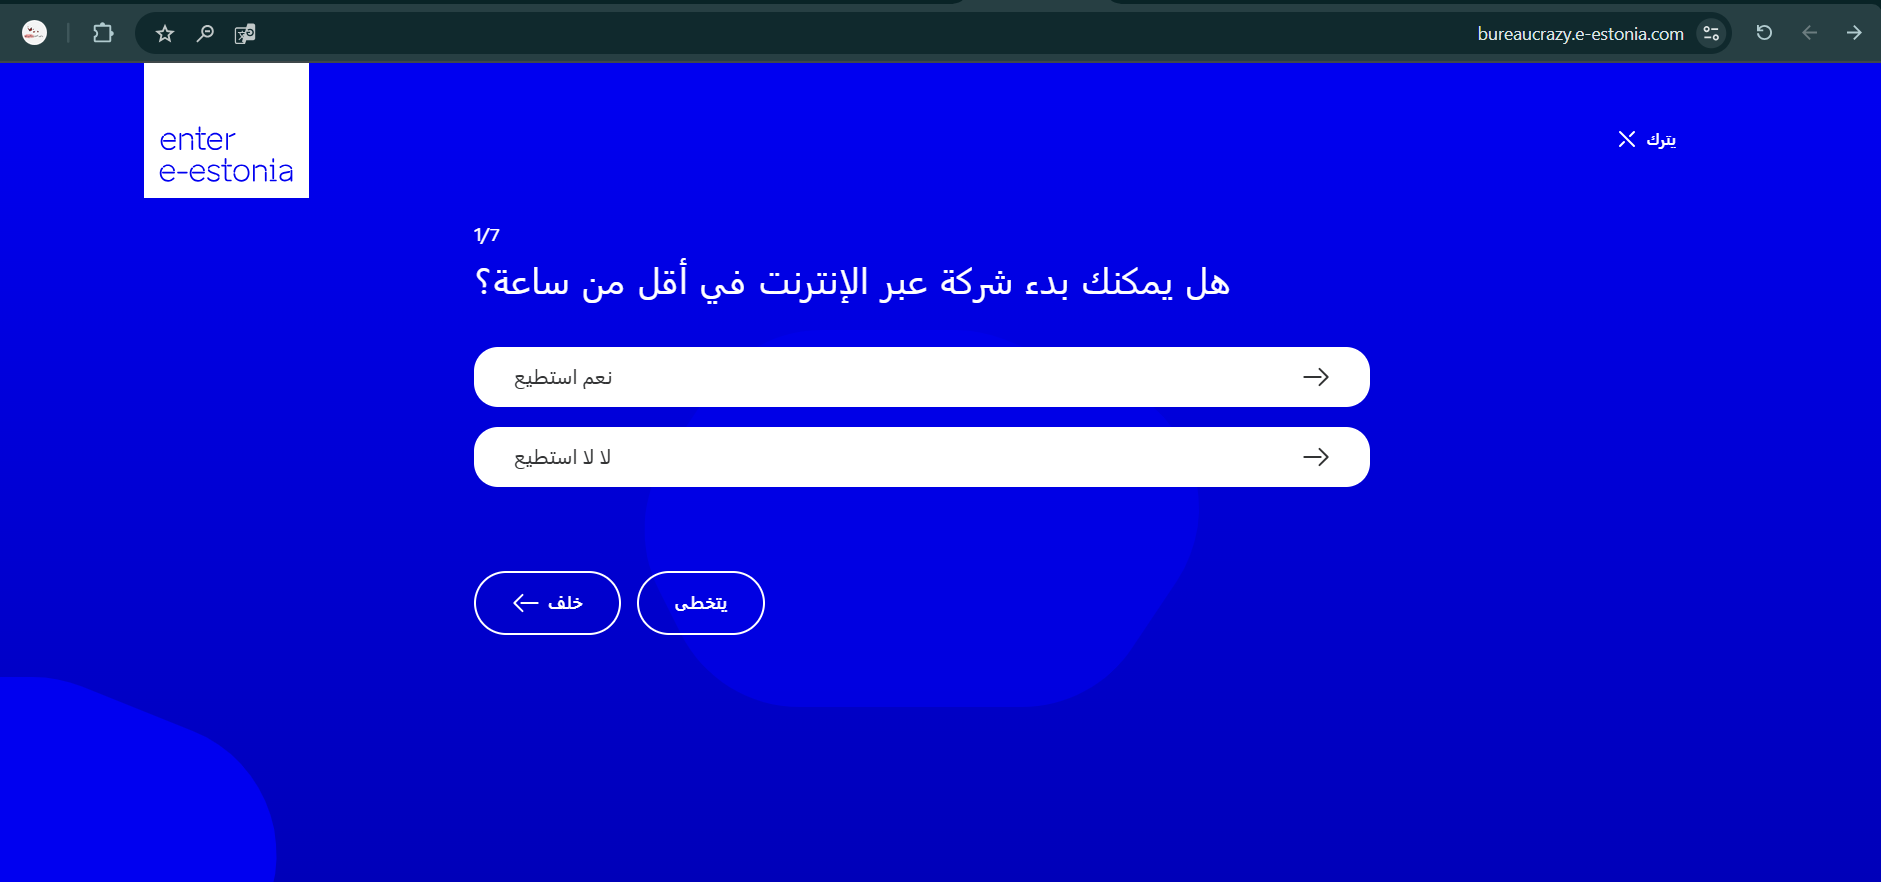 bureaucrazy.e-estonia.com
enter
e-estonia
يترك
1/7
هل يمكنك بدء شركة عبر الإنترنت في أقل من ساعة؟
نعم استطيع
لا لا استطيع
خلف
يتخطى